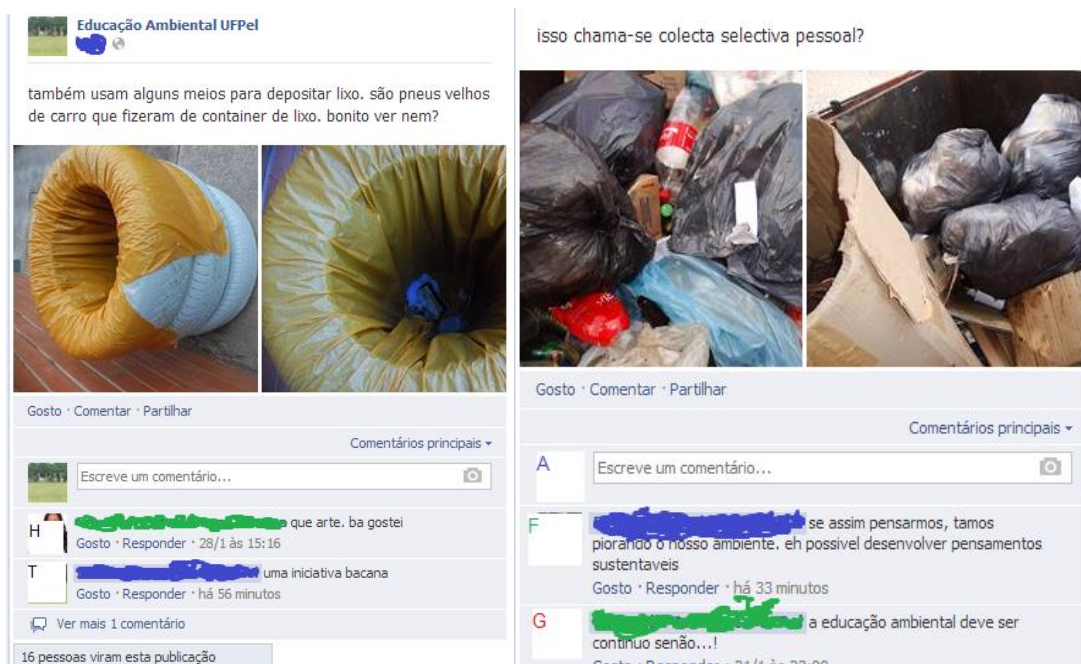 Educação Ambiental UFPel
também usam alguns meios para depositar lixo. são pneus velhos
de carro que fizeram de container de lixo. bonito ver nem?
Gosto · Comentar · Partilhar
Comentários principais
Escreve um comentário...
H
que arte. ba gostei
Gosto · Responder · 28/1 às 15:16
T
uma iniciativa bacana
Gosto · Responder · há 56 minutos
Ver mais 1 comentário
16 pessoas viram esta publicação
isso chama-se colecta selectiva pessoal?
Gosto · Comentar · Partilhar
Comentários principais
A
Escreve um comentário...
F
se assim pensarmos, tamos
piorando o nosso ambiente. eh possivel desenvolver pensamentos
sustentaveis
Gosto · Responder · há 33 minutos
G
a educação ambiental deve ser
continuo senão...!